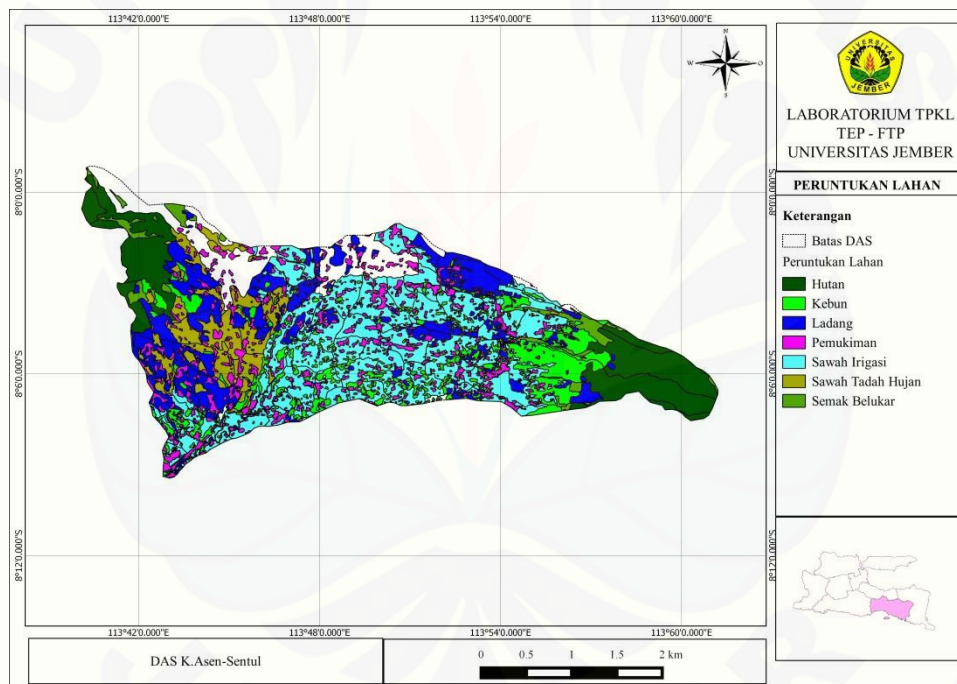 113°42'0.000"E 113°48'0.000"E 113°54'0.000"E 113°60'0.000"E
N
W O
S
UNIVERSITAS
JEMBER
LABORATORIUM TPKL
TEP - FTP
UNIVERSITAS JEMBER
PERUNTUKAN LAHAN
Keterangan
Batas DAS
Peruntukan Lahan
Hutan
Kebun
Ladang
Pemukiman
Sawah Irigasi
Sawah Tadah Hujan
Semak Belukar
8°0'0.000"S 8°0'0.000"S
8°6'0.000"S 8°6'0.000"S
8°12'0.000"S 8°12'0.000"S
113°42'0.000"E 113°48'0.000"E 113°54'0.000"E 113°60'0.000"E
DAS K.Asen-Sentul
0 0.5 1 1.5 2 km